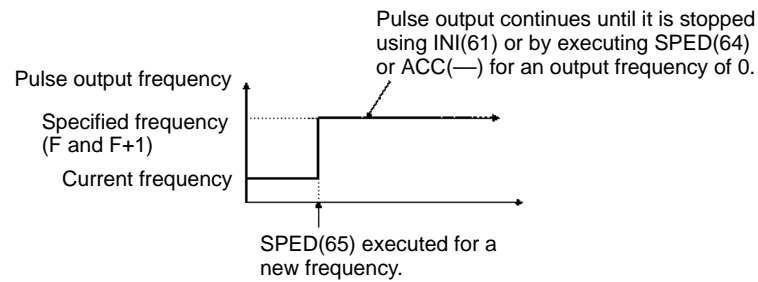 Pulse output continues until it is stopped
using INI(61) or by executing SPED(64)
or ACC(—) for an output frequency of 0.
Pulse output frequency
Specified frequency
(F and F+1)
Current frequency
SPED(65) executed for a
new frequency.